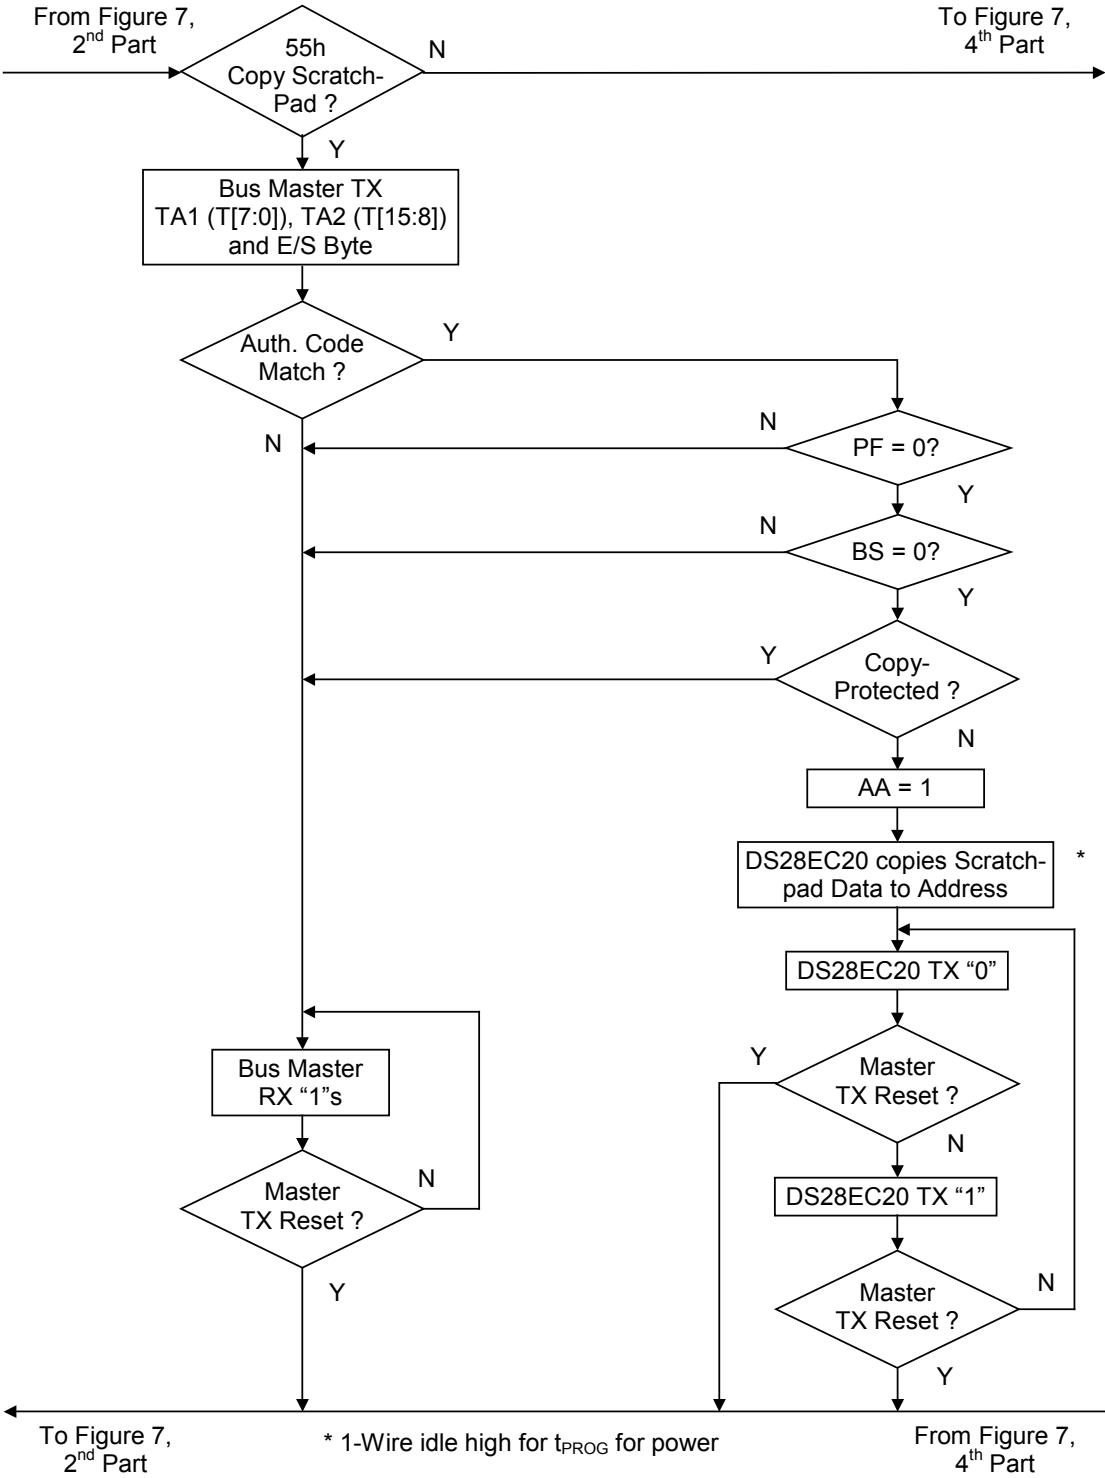 From Figure 7,
2nd Part
To Figure 7,
4th Part
55h
Copy Scratch-
Pad ?
N
Y
Bus Master TX
TA1 (T[7:0]), TA2 (T[15:8])
and E/S Byte
Auth. Code
Match ?
Y
N
N
PF = 0?
Y
N
BS = 0?
Y
Y
Copy-
Protected ?
N
AA = 1
DS28EC20 copies Scratch-
pad Data to Address
*
DS28EC20 TX “0”
Y
Master
TX Reset ?
N
Bus Master
RX “1”s
DS28EC20 TX “1”
Master
TX Reset ?
N
Y
Master
TX Reset ?
N
Y
To Figure 7,
2nd Part
* 1-Wire idle high for tPROG for power
From Figure 7,
4th Part